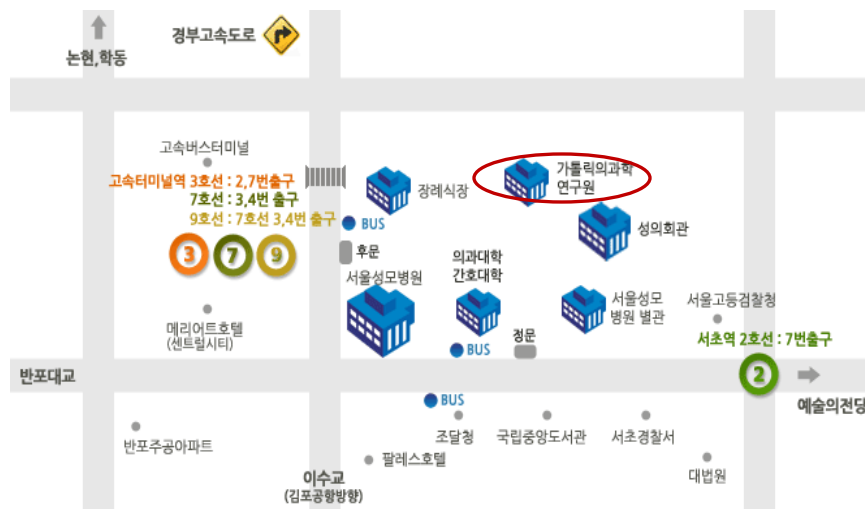 경부고속도로
논현,학동
고속버스터미널
고속터미널역 3호선 : 2,7번출구
7호선 : 3,4번 출구
9호선 : 7호선 3,4번 출구
3
7
9
장례식장
BUS
후문
가톨릭의과학
연구원
성의회관
의과대학
간호대학
서울성모병원
서울성모
병원 별관
서울고등검찰청
메리어트호텔
(센트럴시티)
정문
BUS
서초역 2호선 : 7번출구
2
반포대교
예술의전당
BUS
반포주공아파트
조달청
국립중앙도서관
서초경찰서
팔레스호텔
대법원
이수교
(김포공항방향)